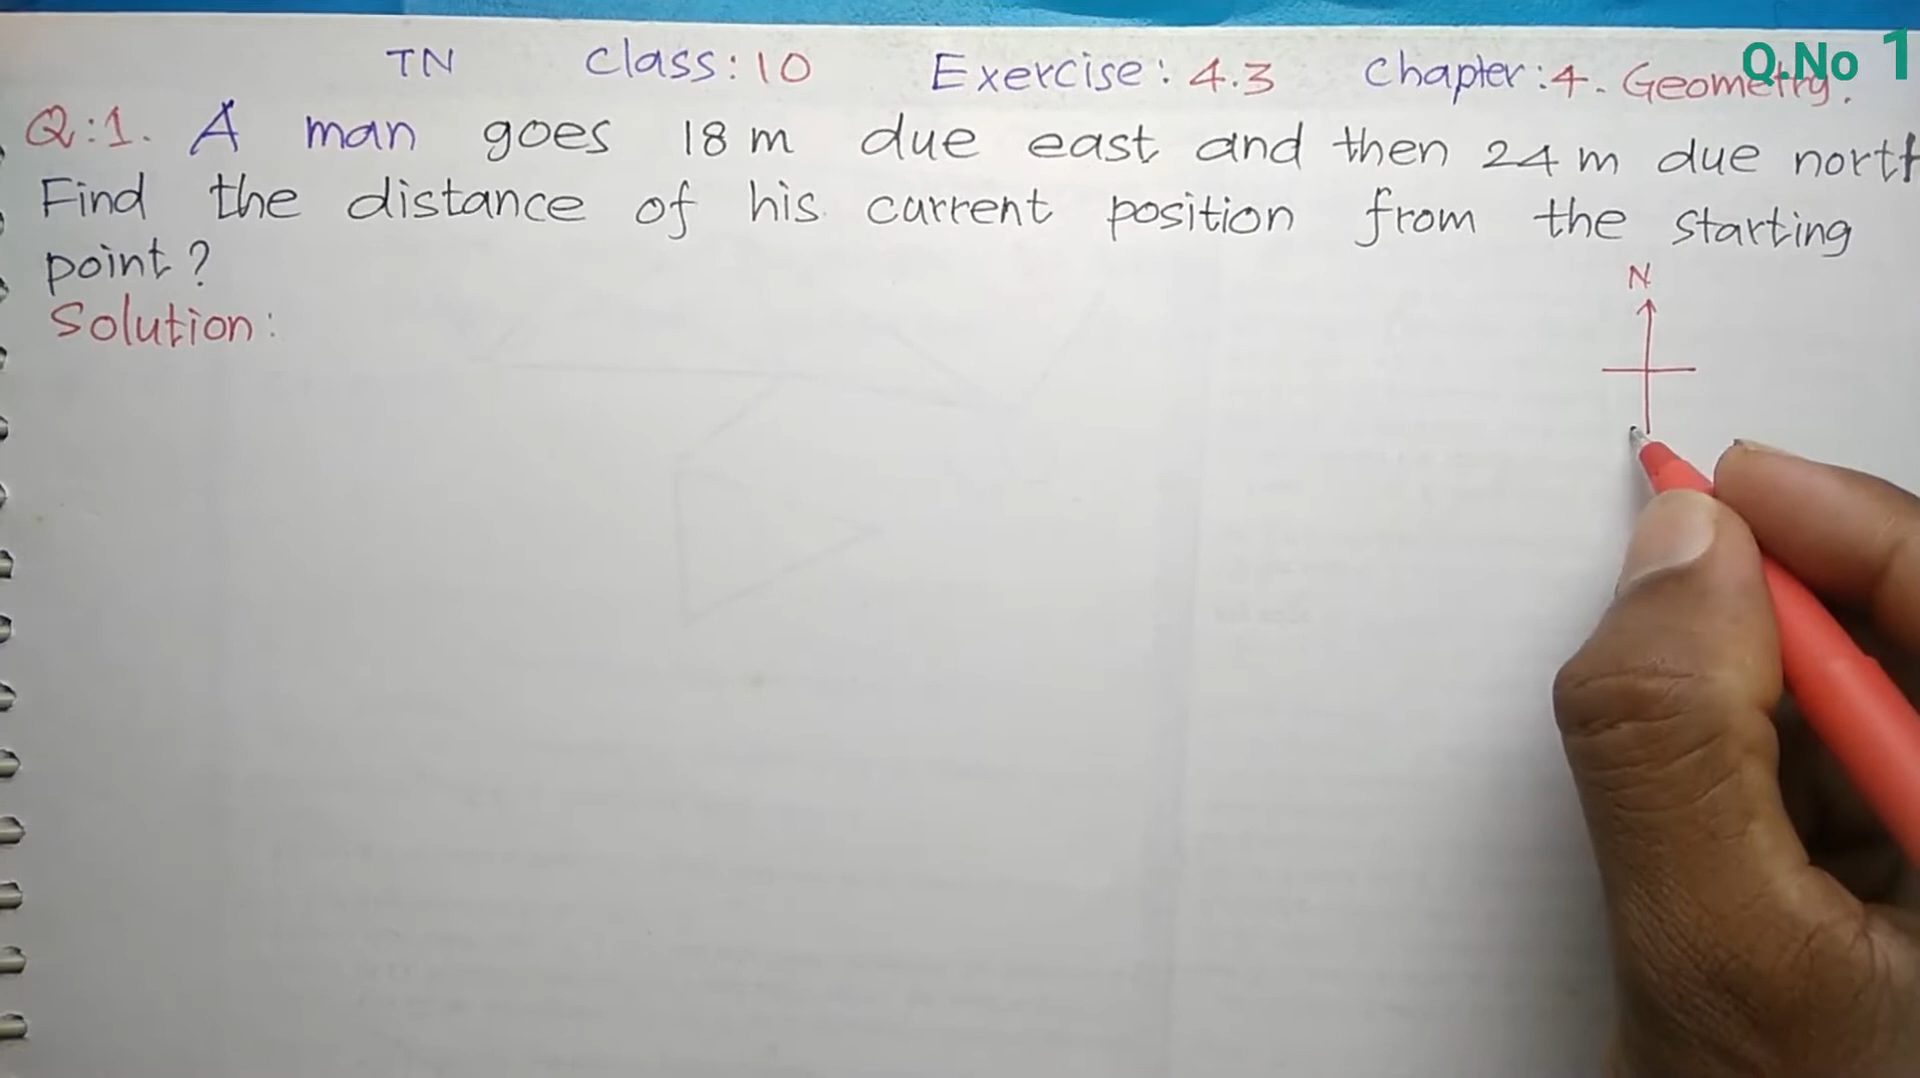 TN Class:10 Exercise: 4.3 Chapter:4. Geometry.
Q.No 1
Q:1. A man goes 18 m due east and then 24 m due north
Find the distance of his current position from the starting
point?
N
Solution: